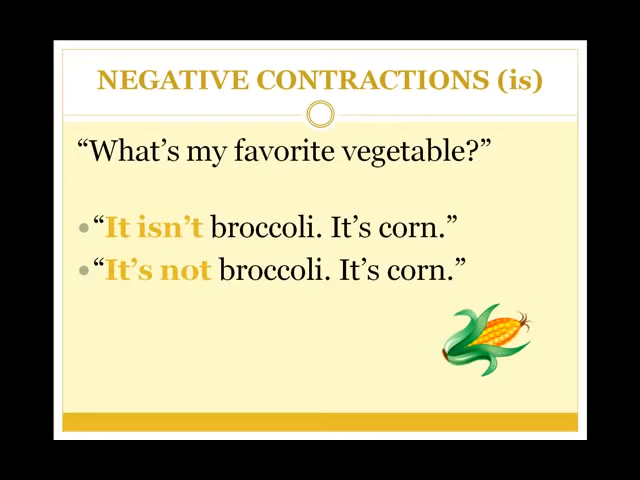 NEGATIVE CONTRACTIONS (is)
“What’s my favorite vegetable?”
“It isn’t broccoli. It’s corn.”
“It’s not broccoli. It’s corn.”